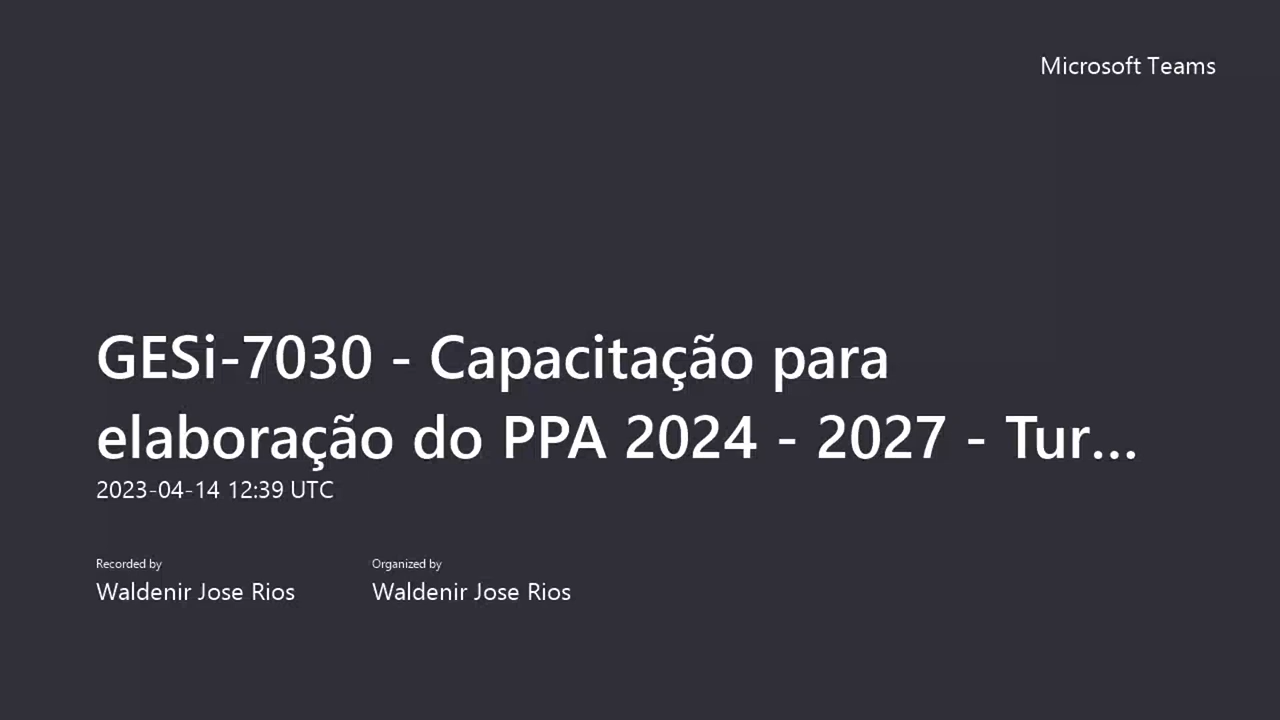 Microsoft Teams
GESi-7030 - Capacitação para
elaboração do PPA 2024 - 2027 - Tur...
2023-04-14 12:39 UTC
Recorded by
Organized by
Waldenir Jose Rios
Waldenir Jose Rios